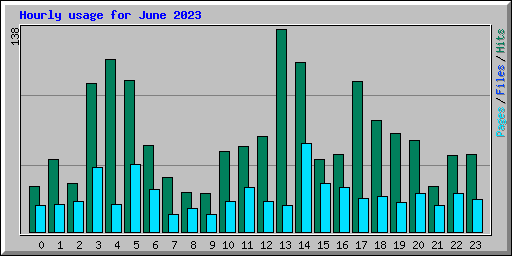 Hourly usage for June 2023
138
Pages/Files/Hits
0 1 2 3 4 5 6 7 8 9 10 11 12 13 14 15 16 17 18 19 20 21 22 23